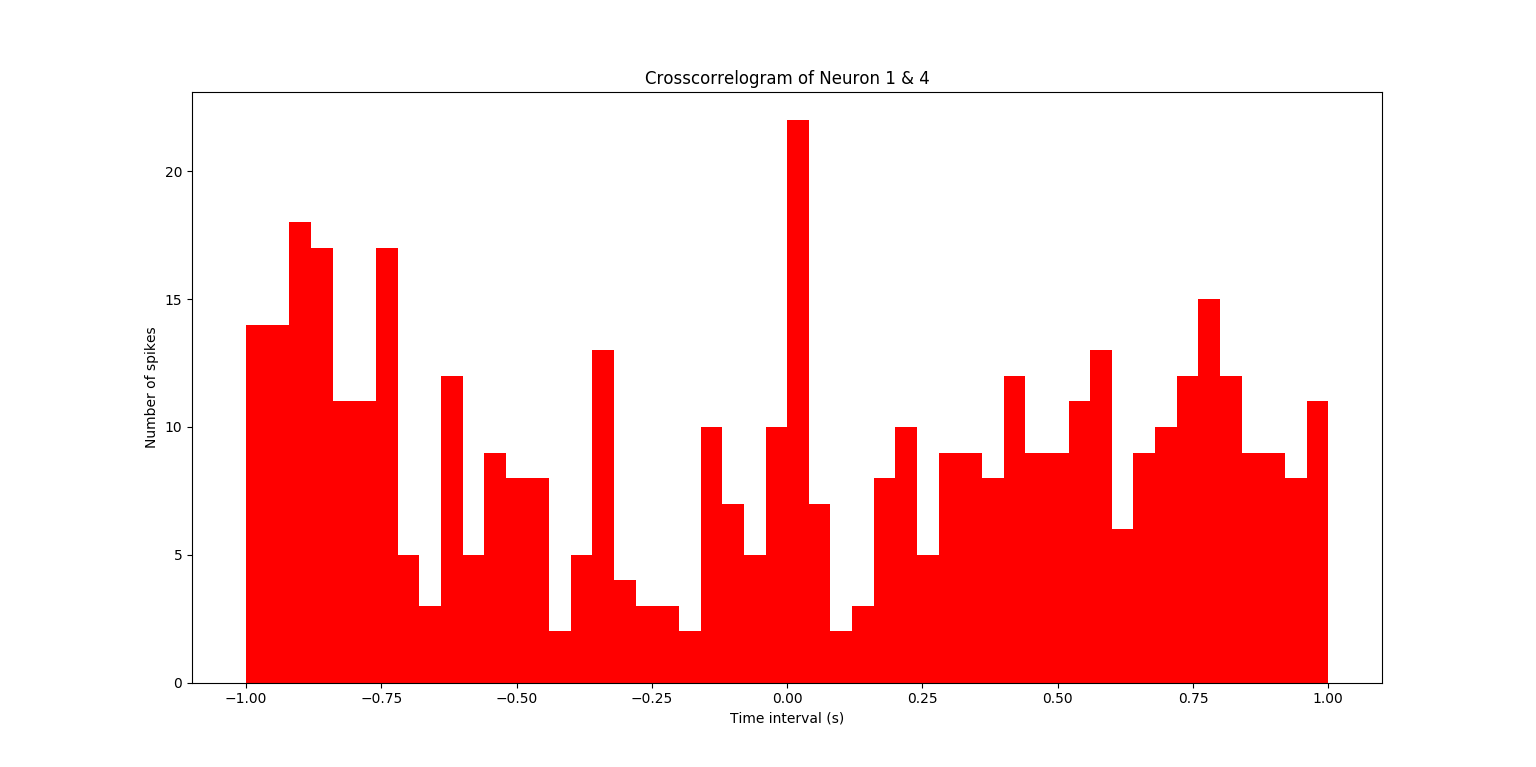 Crosscorrelogram of Neuron 1 & 4
20
15
10
5
0
Number of spikes
−1.00 −0.75 −0.50 −0.25 0.00 0.25 0.50 0.75 1.00
Time interval (s)